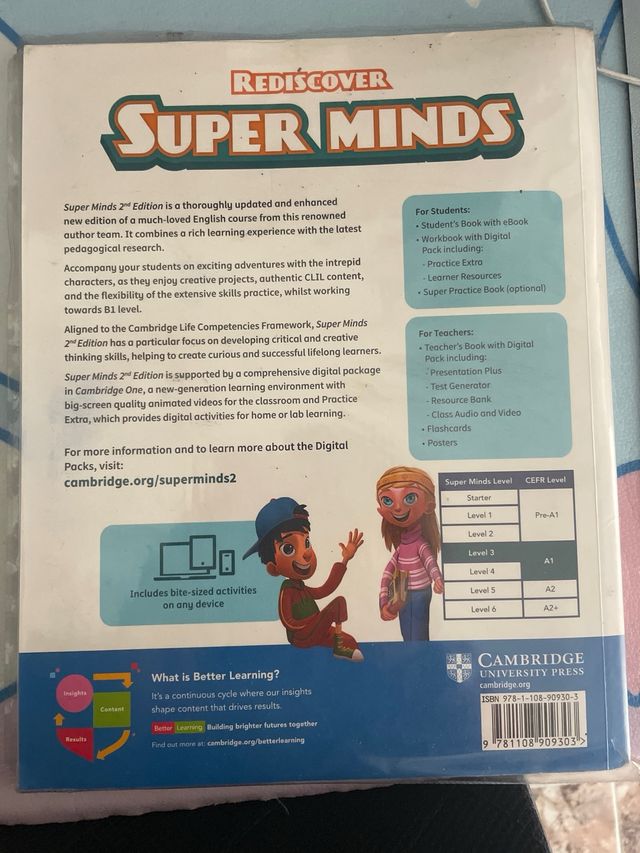 REDISCOVER
SUPER MINDS
Super Minds 2nd Edition is a thoroughly updated and enhanced
new edition of a much-loved English course from this renowned
author team. It combines a rich learning experience with the latest
pedagogical research.
Accompany your students on exciting adventures with the intrepid
characters, as they enjoy creative projects, authentic CLIL content,
and the flexibility of the extensive skills practice, whilst working
towards B1 level.
Aligned to the Cambridge Life Competencies Framework, Super Minds
2nd Edition has a particular focus on developing critical and creative
thinking skills, helping to create curious and successful lifelong learners.
Super Minds 2nd Edition is supported by a comprehensive digital package
in Cambridge One, a new-generation learning environment with
big-screen quality animated videos for the classroom and Practice
Extra, which provides digital activities for home or lab learning.
For more information and to learn more about the Digital
Packs, visit:
cambridge.org/superminds2
For Students:
• Student's Book with eBook
• Workbook with Digital
Pack including:
- Practice Extra
- Learner Resources
• Super Practice Book (optional)
For Teachers:
• Teacher's Book with Digital
Pack including:
- Presentation Plus
- Test Generator
- Resource Bank
- Class Audio and Video
• Flashcards
• Posters
Super Minds Level CEFR Level
Starter
Level 1 Pre-A1
Level 2
Level 3
A1
Level 4
Level 5 A2
Level 6 A2+
Includes bite-sized activities
on any device
Insights
Content
Results
What is Better Learning?
It's a continuous cycle where our insights
shape content that drives results.
Better Learning Building brighter futures together
Find out more at: cambridge.org/betterlearning
CAMBRIDGE
UNIVERSITY PRESS
cambridge.org
ISBN 978-1-108-90930-3
9 781108 909303 >